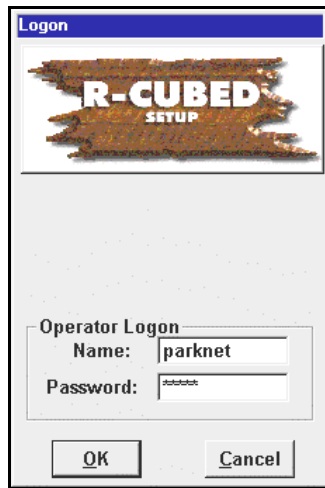 Logon
R-CUBED
SETUP
Operator Logon
Name: parknet
Password: *****
OK Cancel